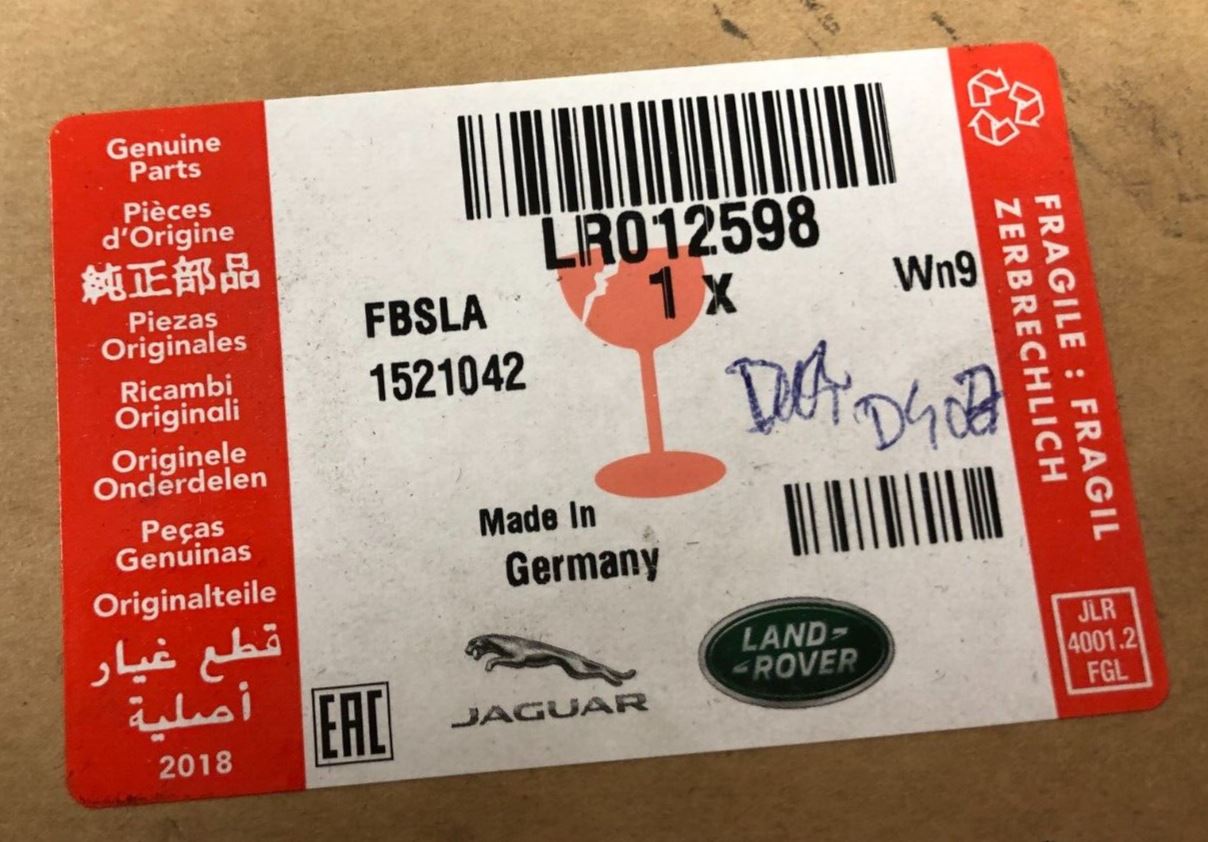 Genuine
Parts
Pièces
d'Origine
純正部品
Piezas
Originales
Ricambi
Originali
Originele
Onderdelen
Peças
Genuinas
Originalteile
قطع غيار
أصلية
2018
LR012598
1 x
Wn9
FBSLA
1521042
Made In
Germany
EAC
JAGUAR
LAND-
-ROVER
FRAGILE : FRAGIL
ZERBRECHLICH
JLR
4001.2
FGL